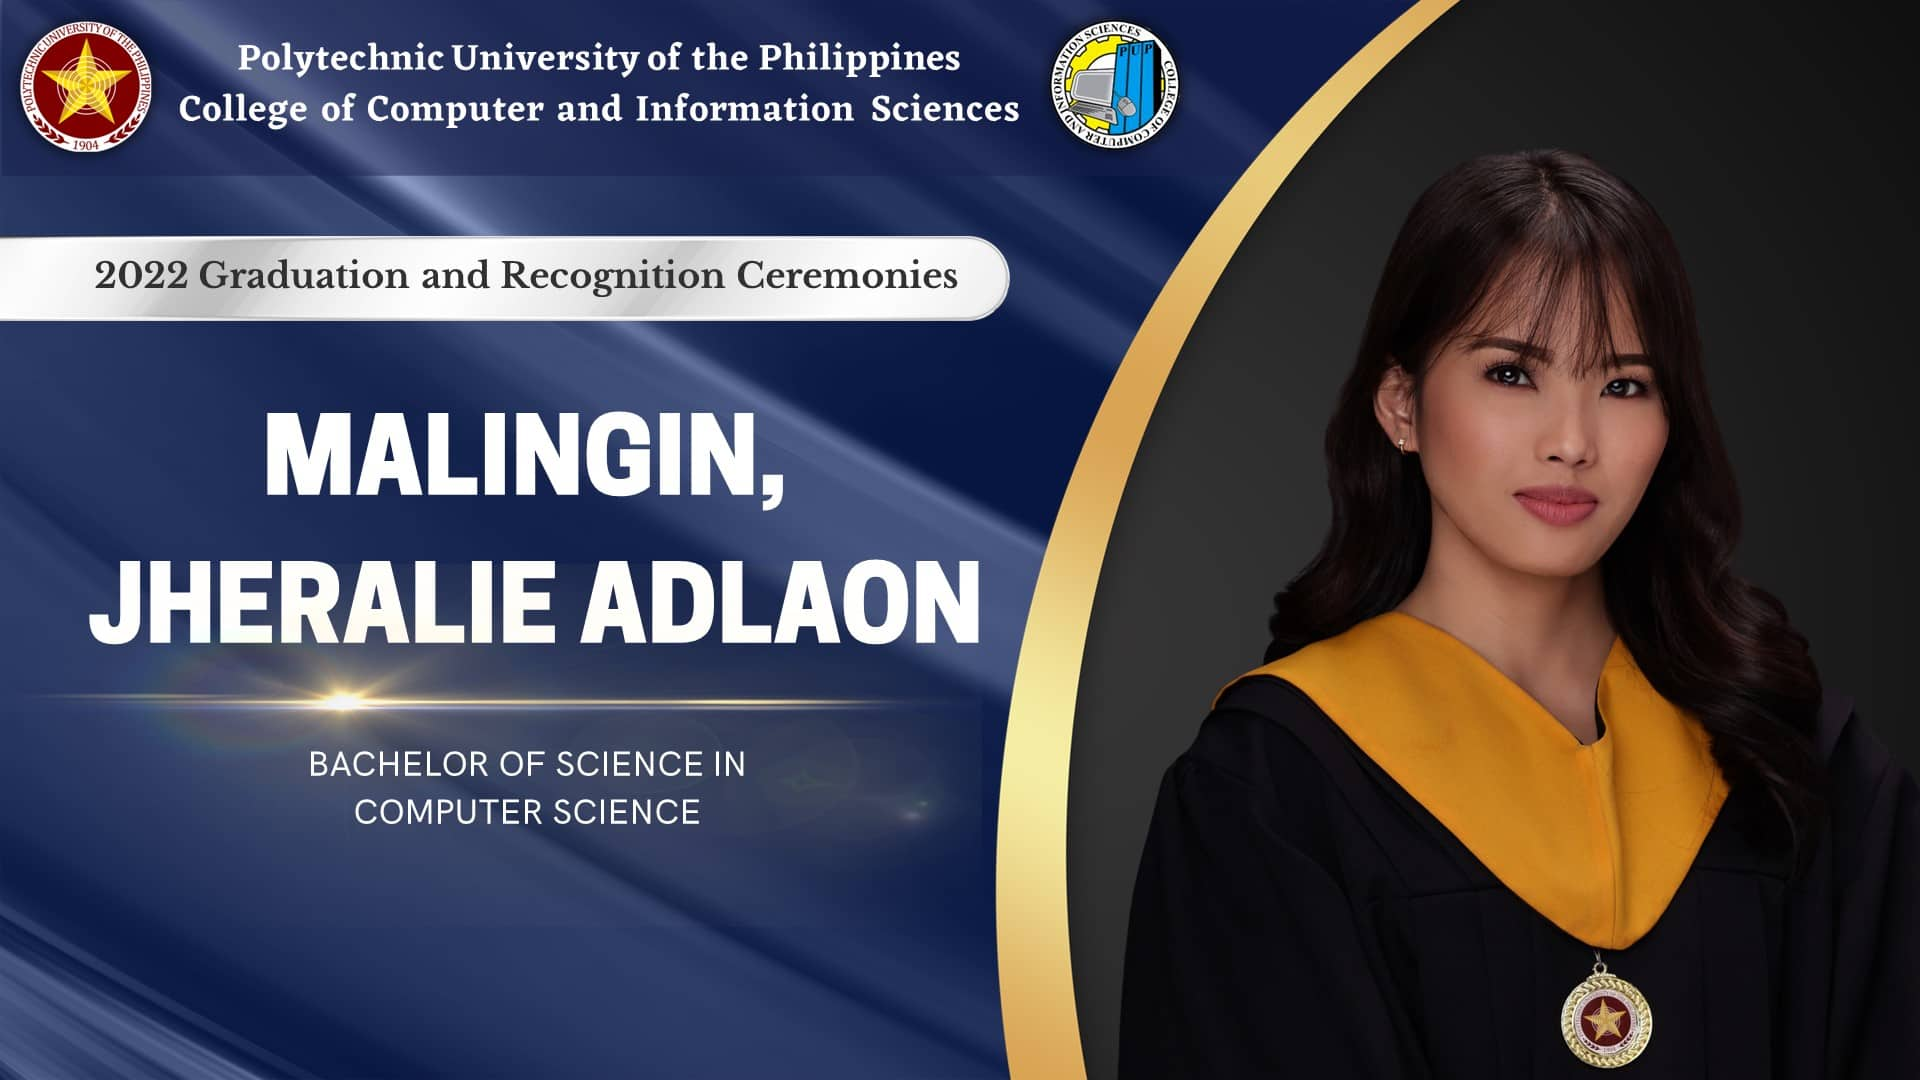 Polytechnic University of the Philippines
College of Computer and Information Sciences
POLYTECHNIC UNIVERSITY OF THE PHILIPPINES
1904
COLLEGE OF COMPUTER AND INFORMATION SCIENCES
PUP
2022 Graduation and Recognition Ceremonies
MALINGIN,
JHERALIE ADLAON
BACHELOR OF SCIENCE IN
COMPUTER SCIENCE